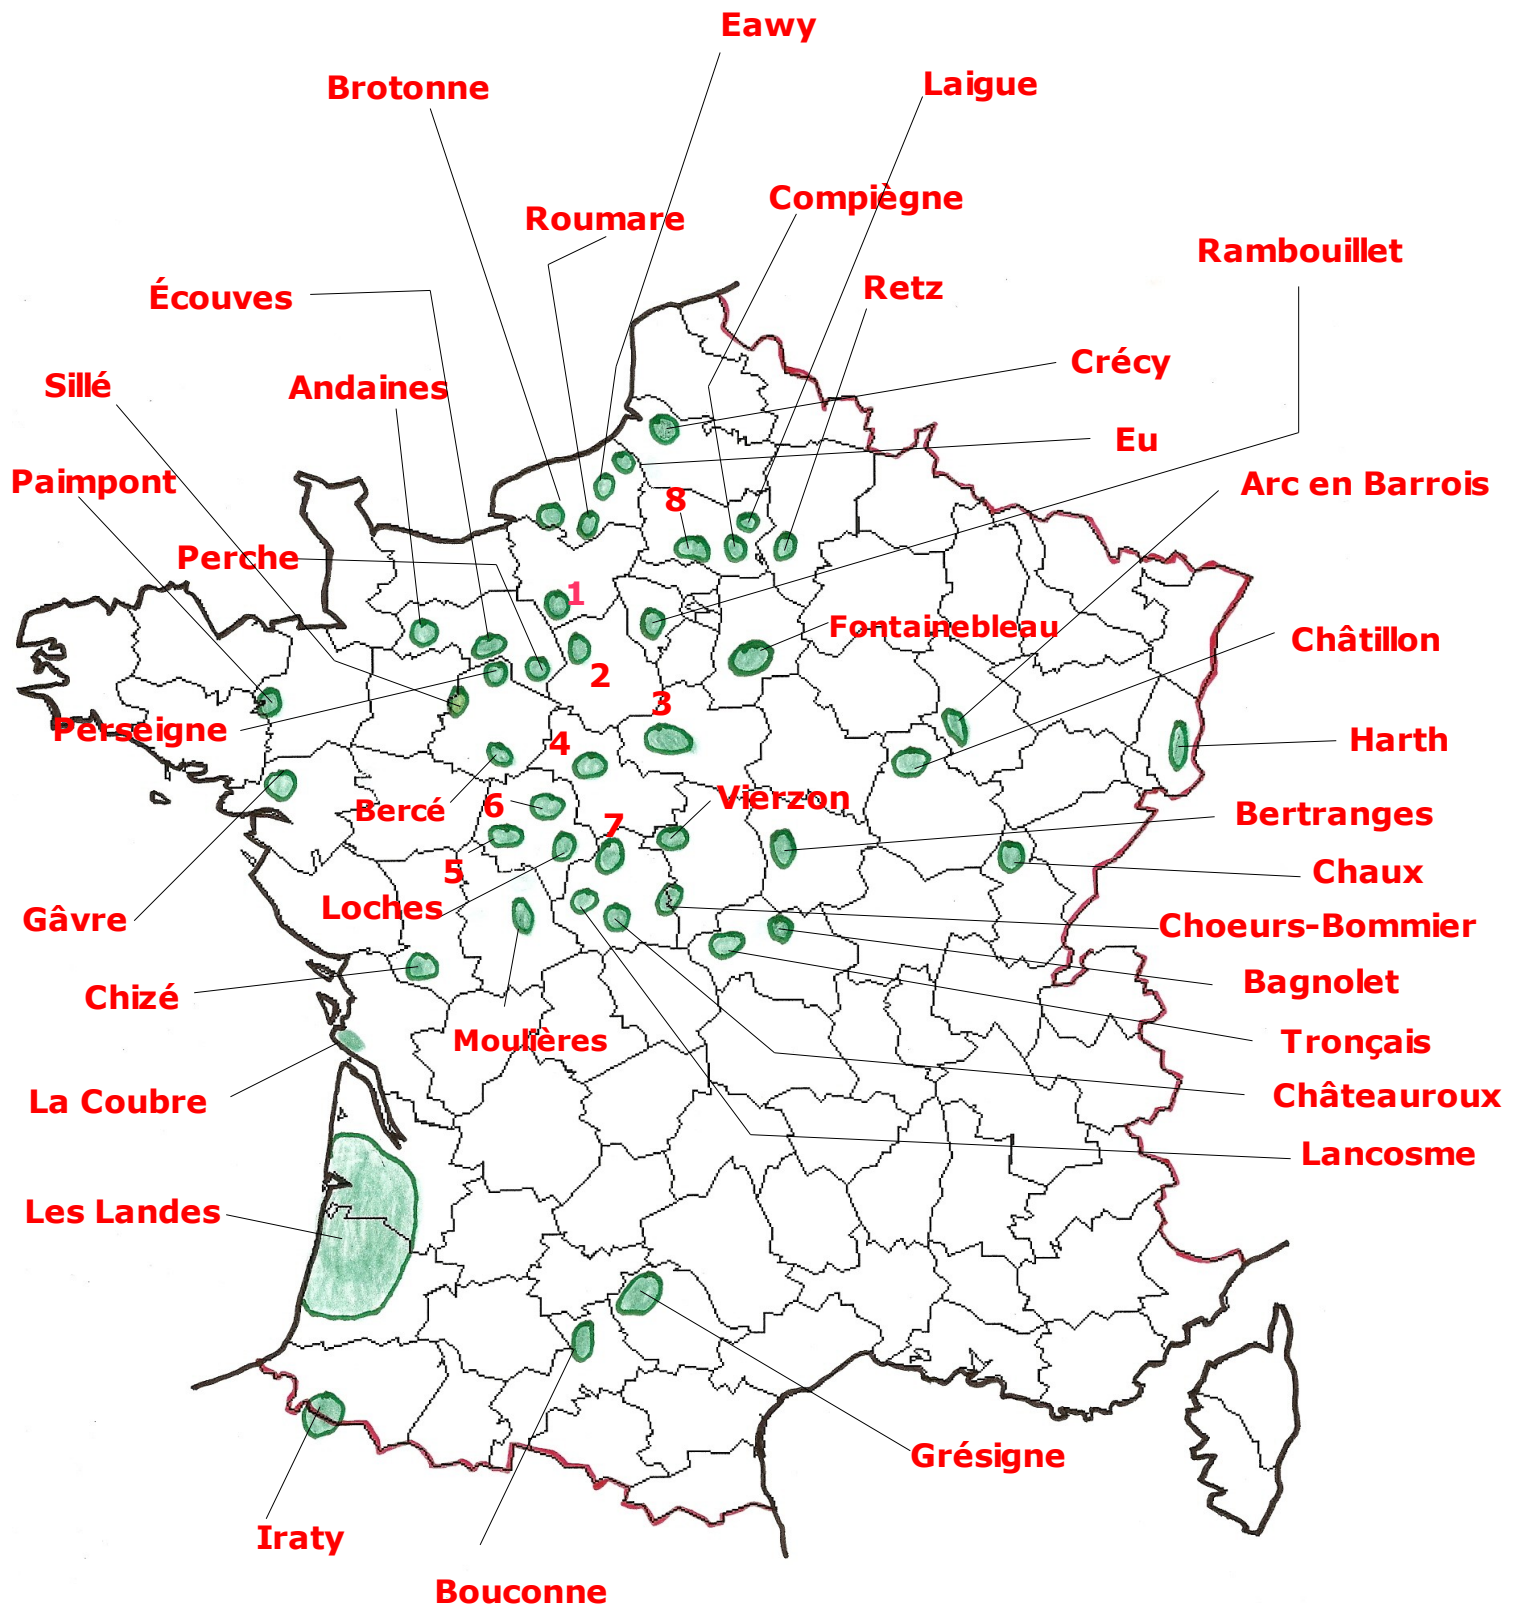 Eawy
Brotonne
Laigue
Compiègne
Roumare
Rambouillet
Retz
Écouves
Crécy
Sillé
Andaines
Eu
Paimpont
Arc en Barrois
8
Perche
1
Fontainebleau
Châtillon
2
3
Perseigne
4
Harth
Vierzon
6
Bercé
Bertranges
7
5
Chaux
Loches
Gâvre
Choeurs-Bommier
Bagnolet
Chizé
Moulières
Tronçais
La Coubre
Châteauroux
Lancosme
Les Landes
Grésigne
Iraty
Bouconne